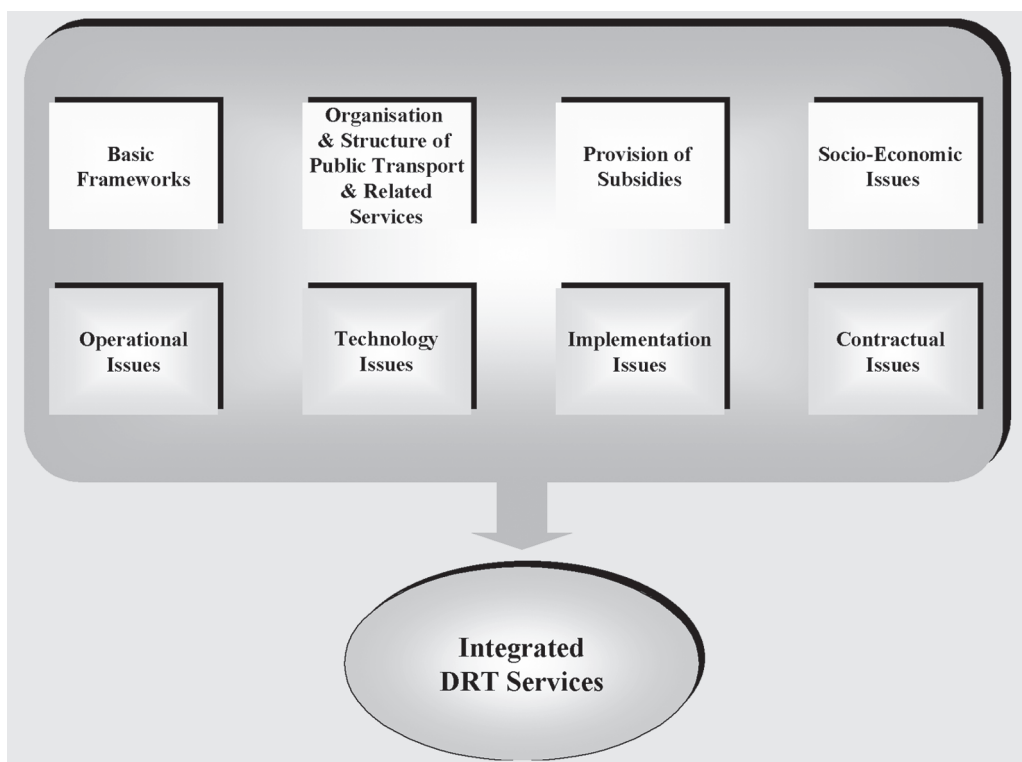 Basic
Frameworks
Organisation
& Structure of
Public Transport
& Related
Services
Provision of
Subsidies
Socio-Economic
Issues
Operational
Issues
Technology
Issues
Implementation
Issues
Contractual
Issues
Integrated
DRT Services